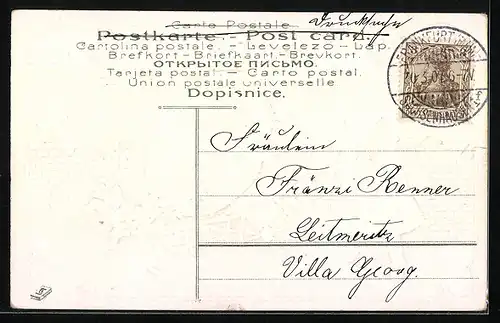 Carte Postale
Drucksache
Postkarte. - Post card.
Cartolina postale. - Levelezo - Lap.
Brefkort - Briefkaart - Brevkort.
ОТКРЫТОЕ ПИСЬМО.
Tarjeta postal - Carto postal.
Union postale universelle
Dopisnice.
Fräulein
Fränzi Renner
Leitmeritz
Villa Georg.